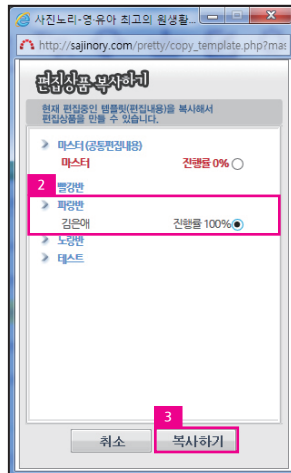 사진노리-영·유아 최고의 원생활...
http://sajinory.com/pretty/copy_template.php?mas
편집상품 복사하기
현재 편집중인 템플릿(편집내용)을 복사해서
편집상품을 만들 수 있습니다.
마스터 (공통편집내용)
마스터 진행률 0%
2 빨강반
파랑반
김은애 진행률 100%
노랑반
테스트
3
취소 복사하기